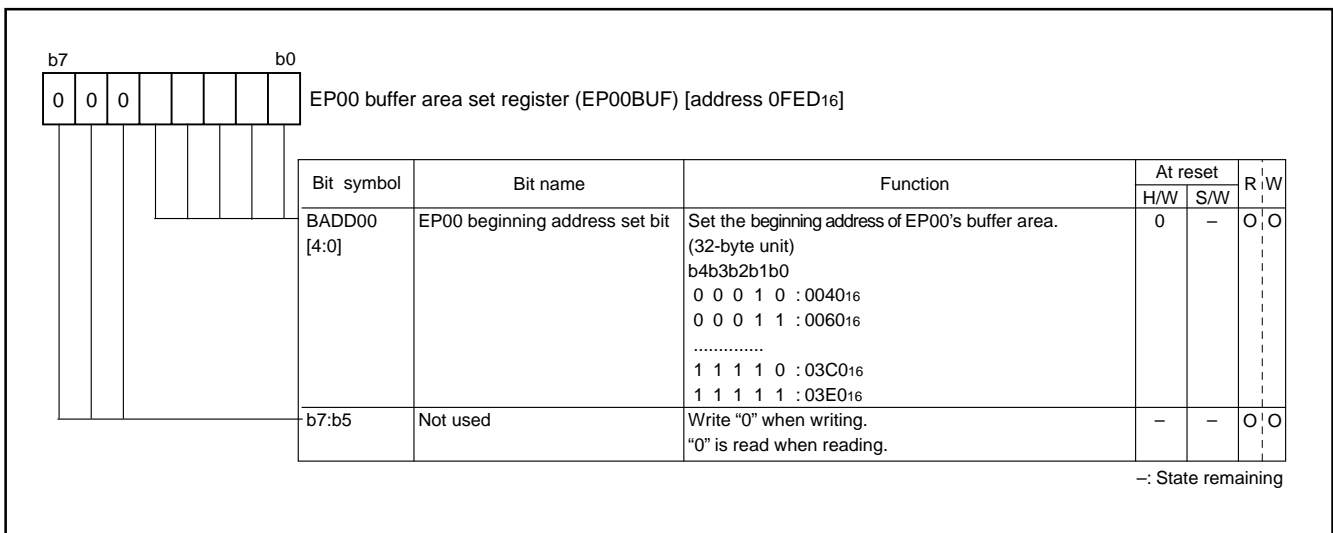 b7 b0
0 0 0
EP00 buffer area set register (EP00BUF) [address 0FED16]
Bit symbol Bit name Function At reset R W
H/W S/W
BADD00 EP00 beginning address set bit Set the beginning address of EP00's buffer area. 0 – O O
[4:0] (32-byte unit)
b4b3b2b1b0
0 0 0 1 0 : 004016
0 0 0 1 1 : 006016
..............
1 1 1 1 0 : 03C016
1 1 1 1 1 : 03E016
b7:b5 Not used Write “0” when writing. – – O O
“0” is read when reading.
–: State remaining